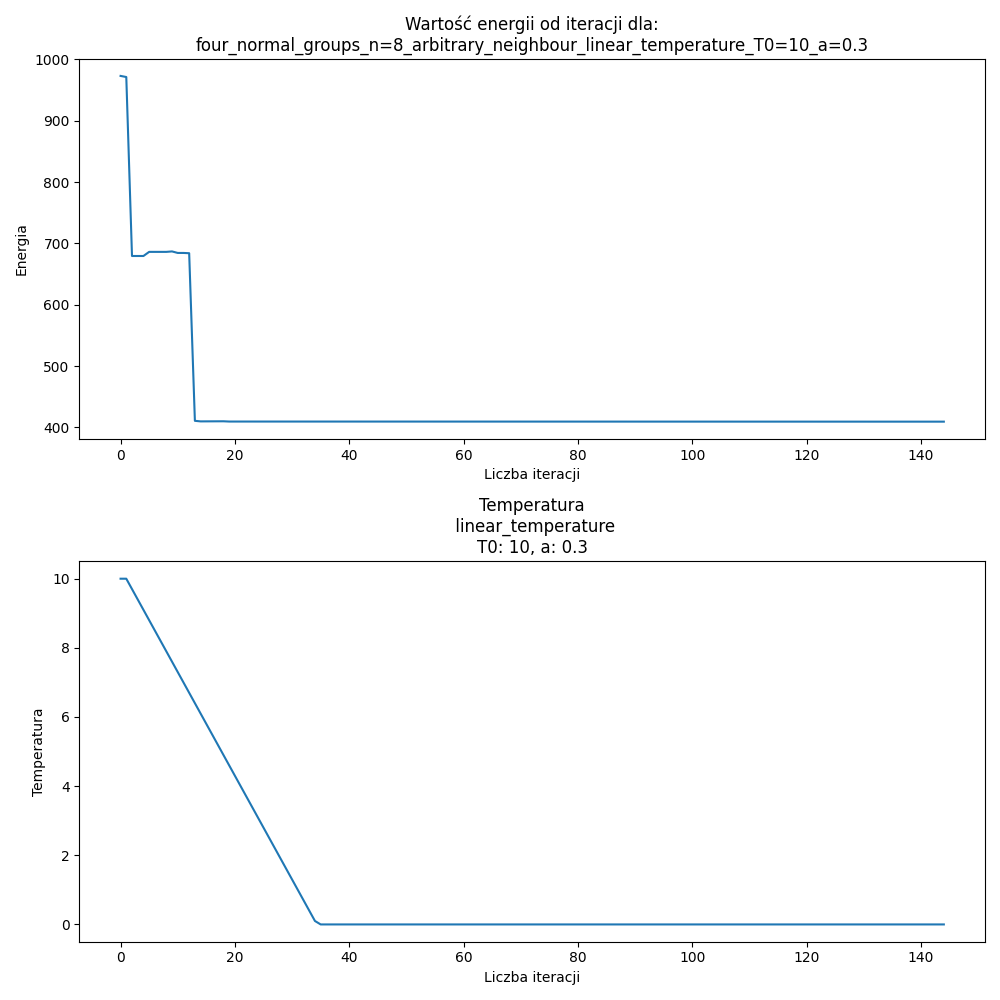 Wartość energii od iteracji dla:
four_normal_groups_n=8_arbitrary_neighbour_linear_temperature_T0=10_a=0.3
1000
900
800
700
600
500
400
Energia
0 20 40 60 80 100 120 140
Liczba iteracji
Temperatura
linear_temperature
T0: 10, a: 0.3
10
8
6
4
2
0
Temperatura
0 20 40 60 80 100 120 140
Liczba iteracji